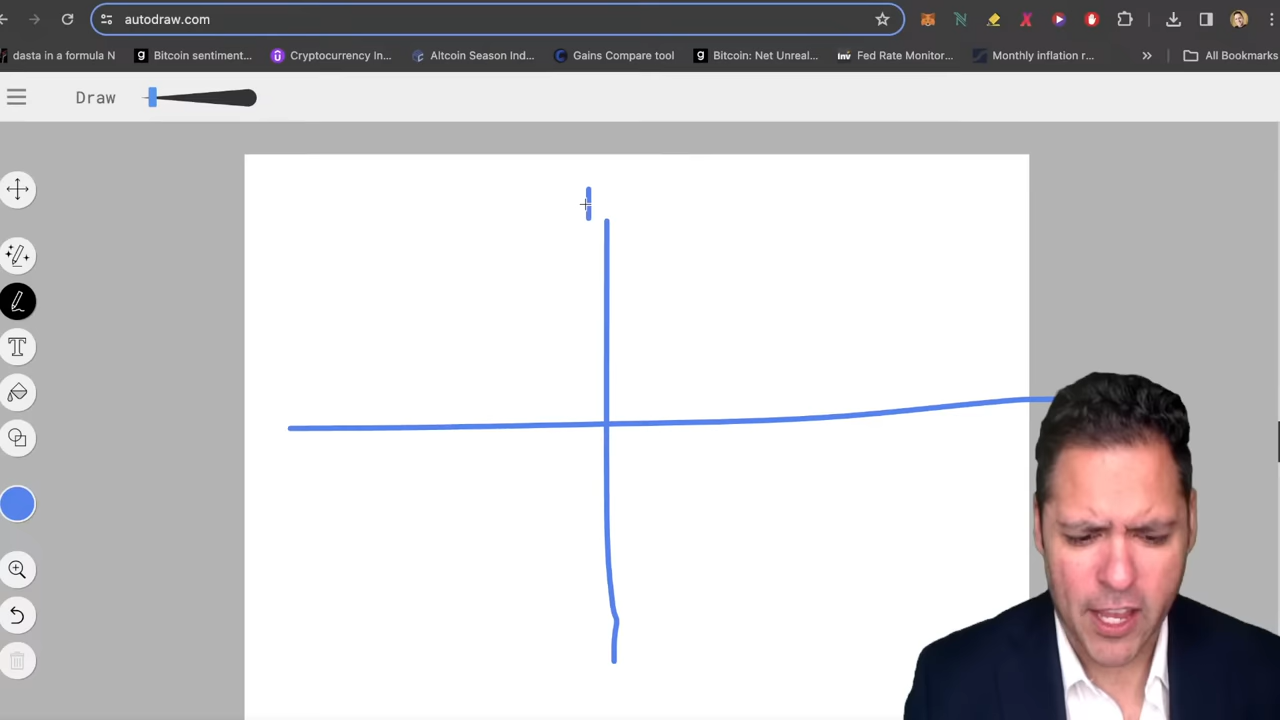 autodraw.com
dasta in a formula N
Bitcoin sentiment...
Cryptocurrency In...
Altcoin Season Ind...
Gains Compare tool
Bitcoin: Net Unreal...
Inv
Fed Rate Monitor...
Monthly inflation r...
»
All Bookmarks
Draw